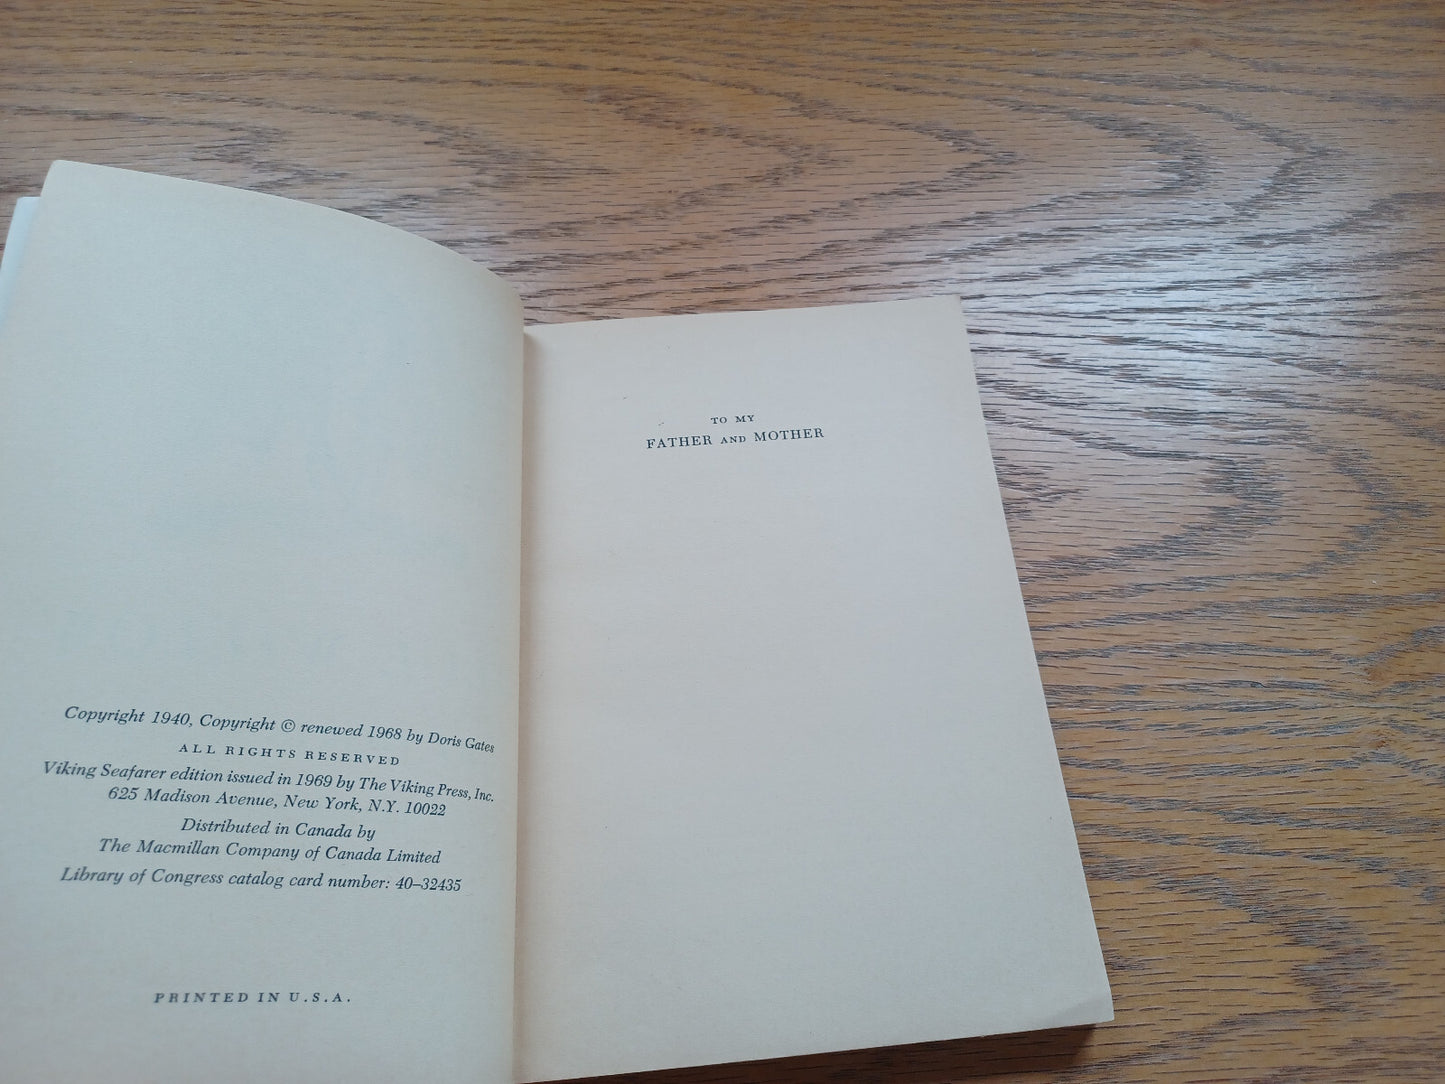 Copyright 1940, Copyright © renewed 1968 by Doris Gates
ALL RIGHTS RESERVED
Viking Seafarer edition issued in 1969 by The Viking Press, Inc.
625 Madison Avenue, New York, N.Y. 10022
Distributed in Canada by
The Macmillan Company of Canada Limited
Library of Congress catalog card number: 40–32435
PRINTED IN U.S.A.
TO MY
FATHER AND MOTHER